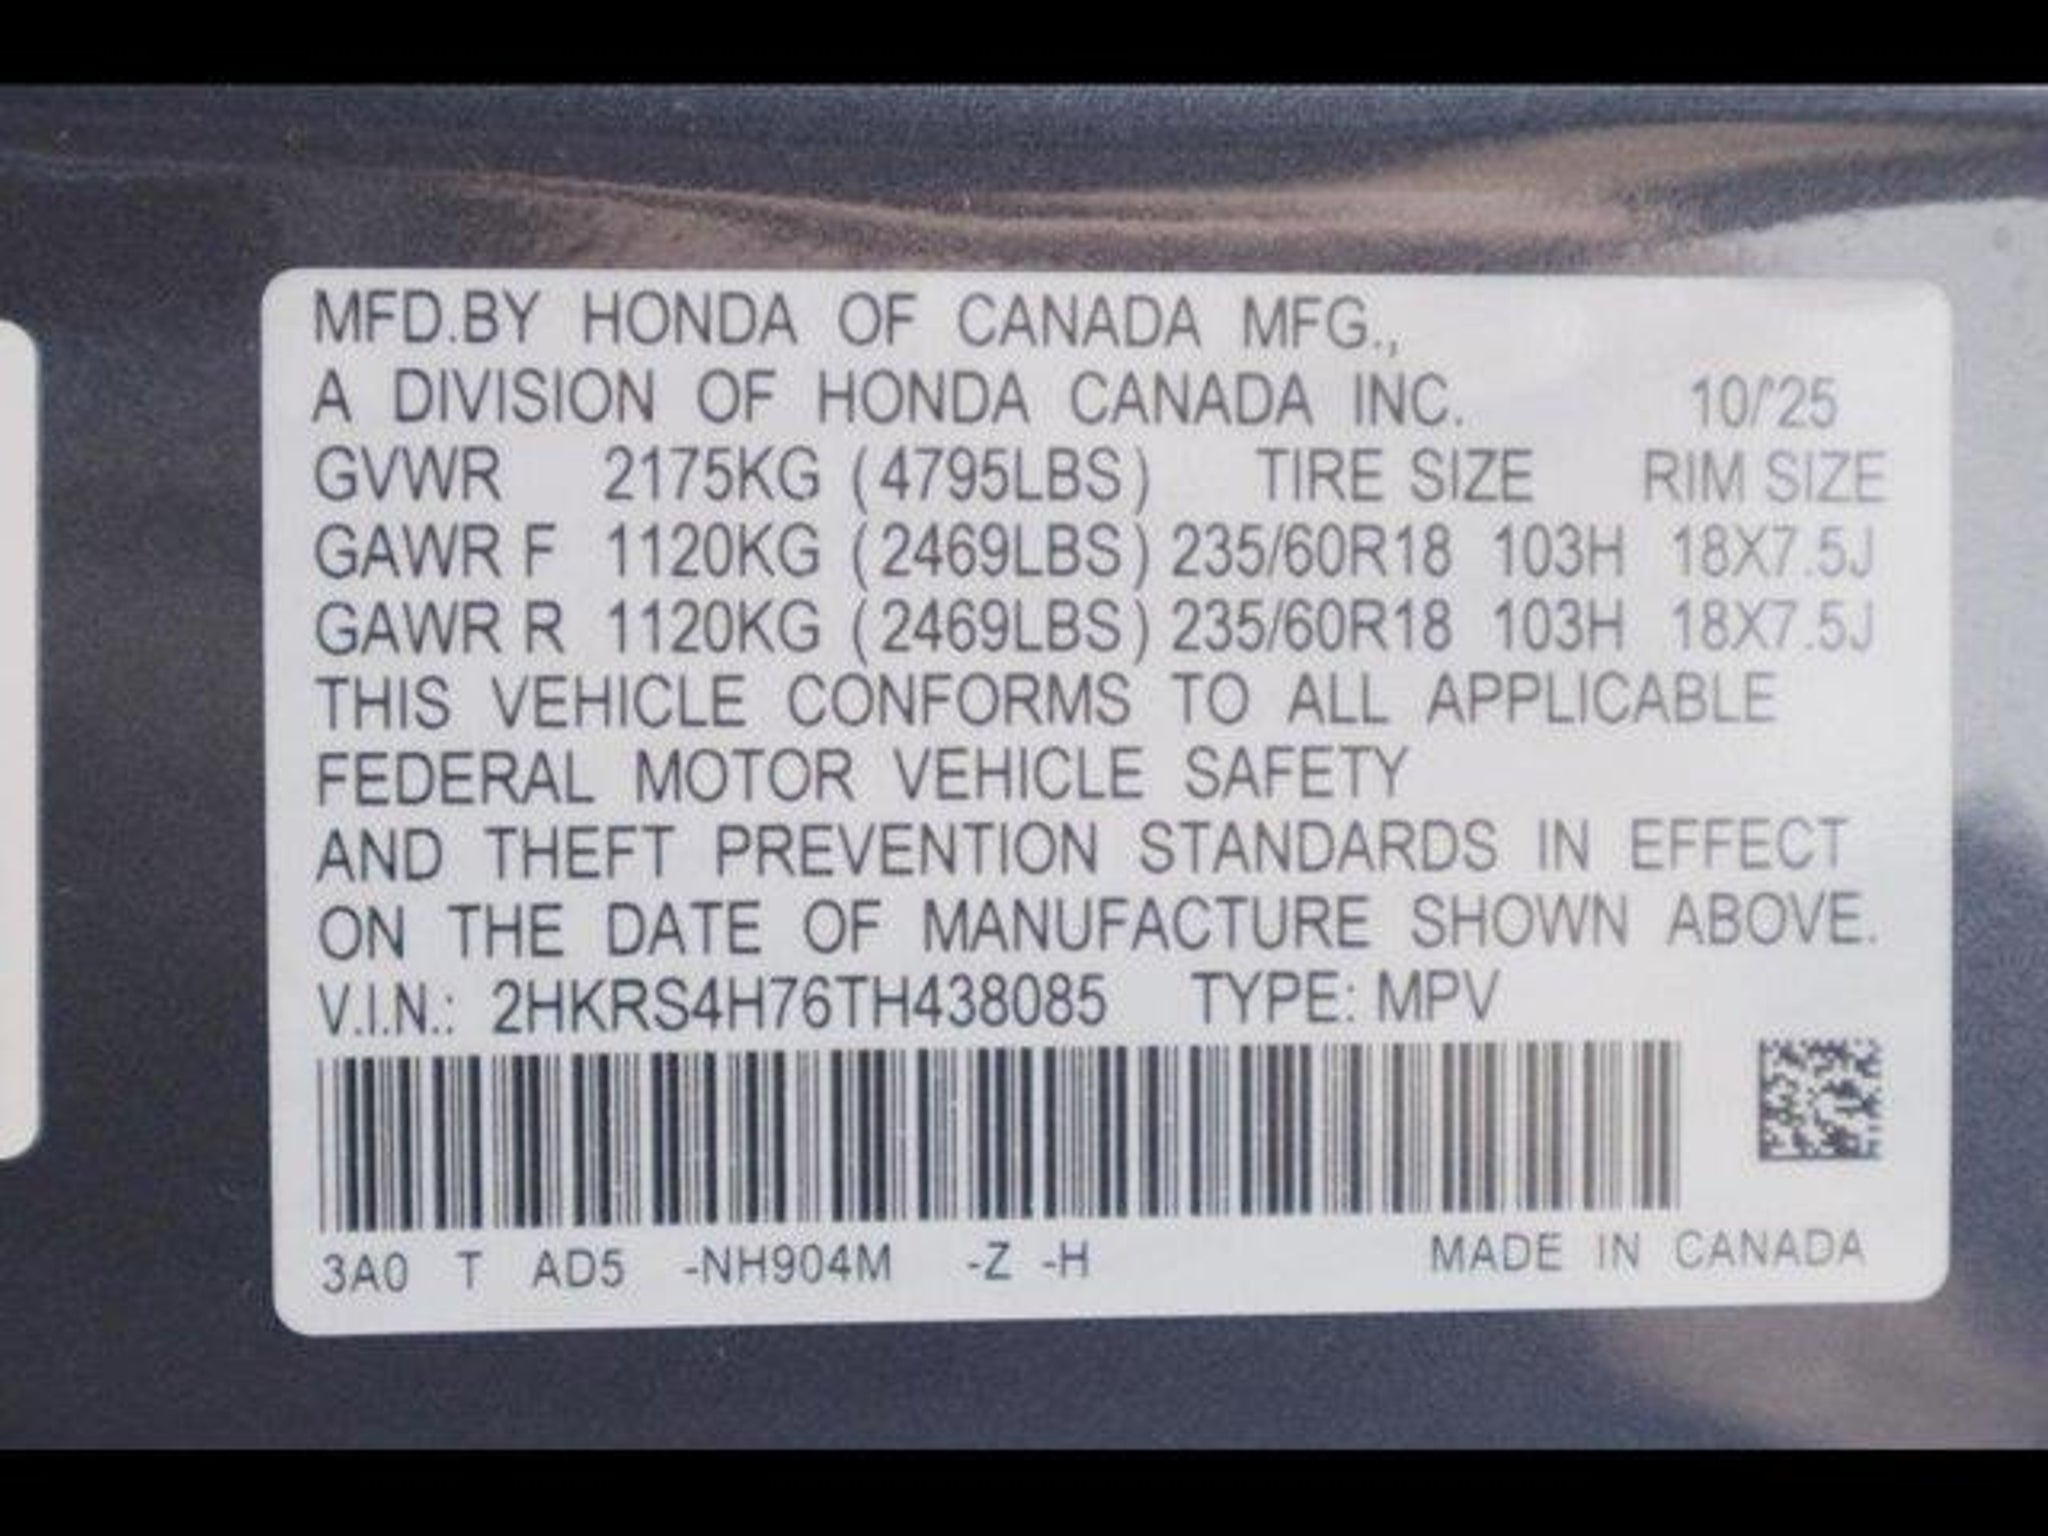 MFD.BY HONDA OF CANADA MFG.,
A DIVISION OF HONDA CANADA INC. 10/'25
GVWR 2175KG (4795LBS) TIRE SIZE RIM SIZE
GAWR F 1120KG (2469LBS) 235/60R18 103H 18X7.5J
GAWR R 1120KG (2469LBS) 235/60R18 103H 18X7.5J
THIS VEHICLE CONFORMS TO ALL APPLICABLE
FEDERAL MOTOR VEHICLE SAFETY
AND THEFT PREVENTION STANDARDS IN EFFECT
ON THE DATE OF MANUFACTURE SHOWN ABOVE.
V.I.N.: 2HKRS4H76TH438085 TYPE: MPV
3A0 T AD5 -NH904M -Z -H MADE IN CANADA